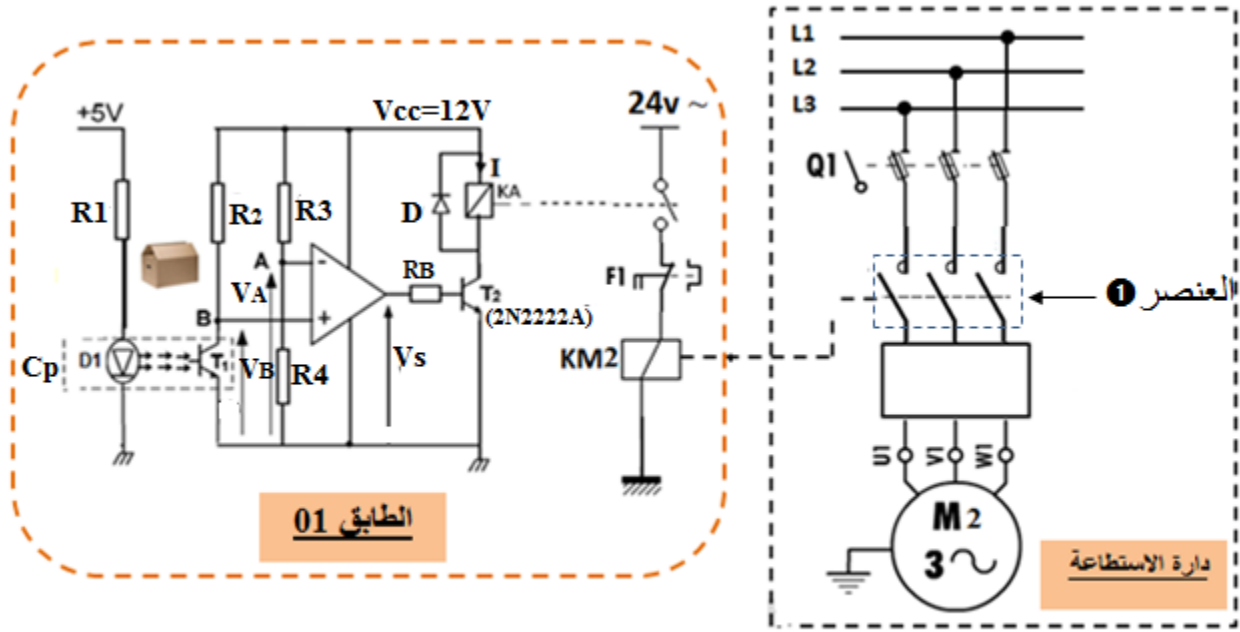 +5V
Vcc=12V
R1
R2
R3
D
I
KA
A
VA
B
RB
T2
(2N2222A)
Cp
D1
T1
VB
R4
Vs
-
+
24v ~
F1
KM2
الطابق 01
L1
L2
L3
Q1
العنصر ❶
U1
V1
W1
M2
3 ~
دارة الاستطاعة